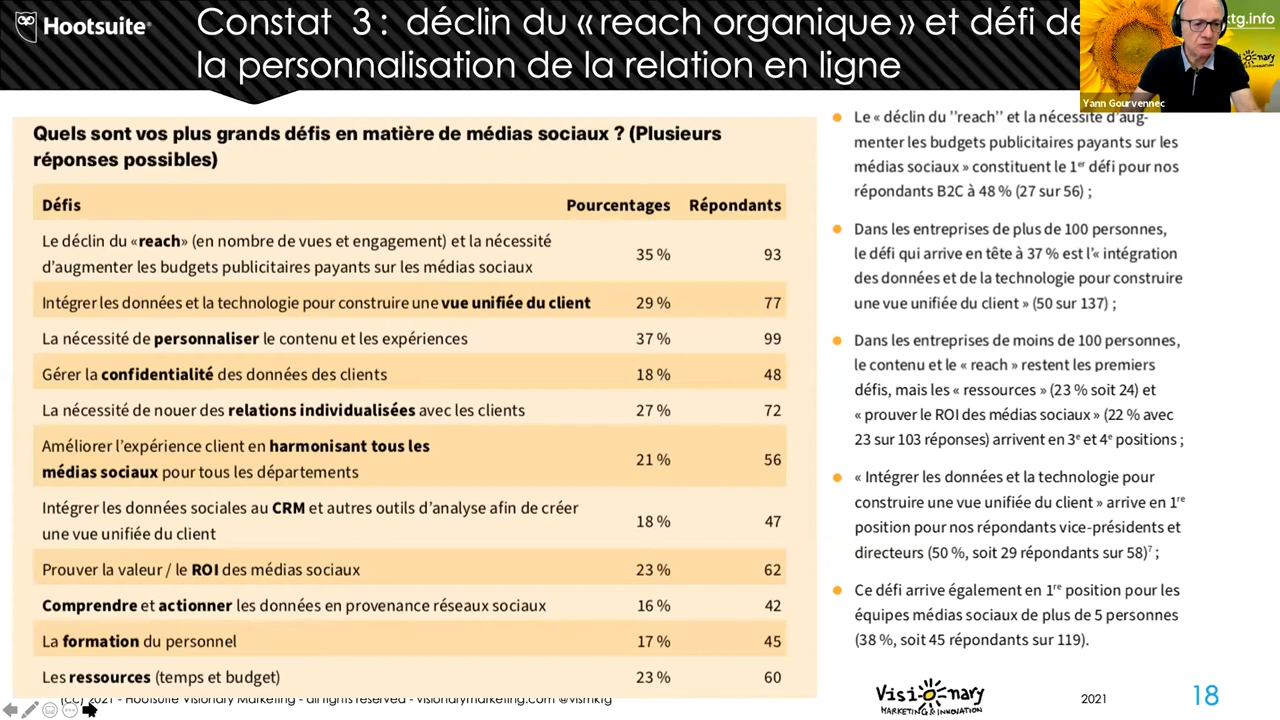 Hootsuite®
Constat 3 : déclin du « reach organique » et défi de
la personnalisation de la relation en ligne
ktg.info
Yann Gourvennec
Quels sont vos plus grands défis en matière de médias sociaux ? (Plusieurs
réponses possibles)
Défis Pourcentages Répondants
Le déclin du «reach» (en nombre de vues et engagement) et la nécessité
d’augmenter les budgets publicitaires payants sur les médias sociaux 35 % 93
Intégrer les données et la technologie pour construire une vue unifiée du client 29 % 77
La nécessité de personnaliser le contenu et les expériences 37 % 99
Gérer la confidentialité des données des clients 18 % 48
La nécessité de nouer des relations individualisées avec les clients 27 % 72
Améliorer l’expérience client en harmonisant tous les
médias sociaux pour tous les départements 21 % 56
Intégrer les données sociales au CRM et autres outils d’analyse afin de créer
une vue unifiée du client 18 % 47
Prouver la valeur / le ROI des médias sociaux 23 % 62
Comprendre et actionner les données en provenance réseaux sociaux 16 % 42
La formation du personnel 17 % 45
Les ressources (temps et budget) 23 % 60
Le « déclin du ’’reach’’ et la nécessité d’aug-
menter les budgets publicitaires payants sur les
médias sociaux » constituent le 1er défi pour nos
répondants B2C à 48 % (27 sur 56) ;
Dans les entreprises de plus de 100 personnes,
le défi qui arrive en tête à 37 % est l’« intégration
des données et de la technologie pour construire
une vue unifiée du client » (50 sur 137) ;
Dans les entreprises de moins de 100 personnes,
le contenu et le « reach » restent les premiers
défis, mais les « ressources » (23 % soit 24) et
« prouver le ROI des médias sociaux » (22 % avec
23 sur 103 réponses) arrivent en 3e et 4e positions ;
« Intégrer les données et la technologie pour
construire une vue unifiée du client » arrive en 1re
position pour nos répondants vice-présidents et
directeurs (50 %, soit 29 répondants sur 58)7 ;
Ce défi arrive également en 1re position pour les
équipes médias sociaux de plus de 5 personnes
(38 %, soit 45 répondants sur 119).
(cc) 2021 - Hootsuite Visionary Marketing - all rights reserved - visionarymarketing.com @vismktg
Visionary
MARKETING & INNOVATION
2021
18